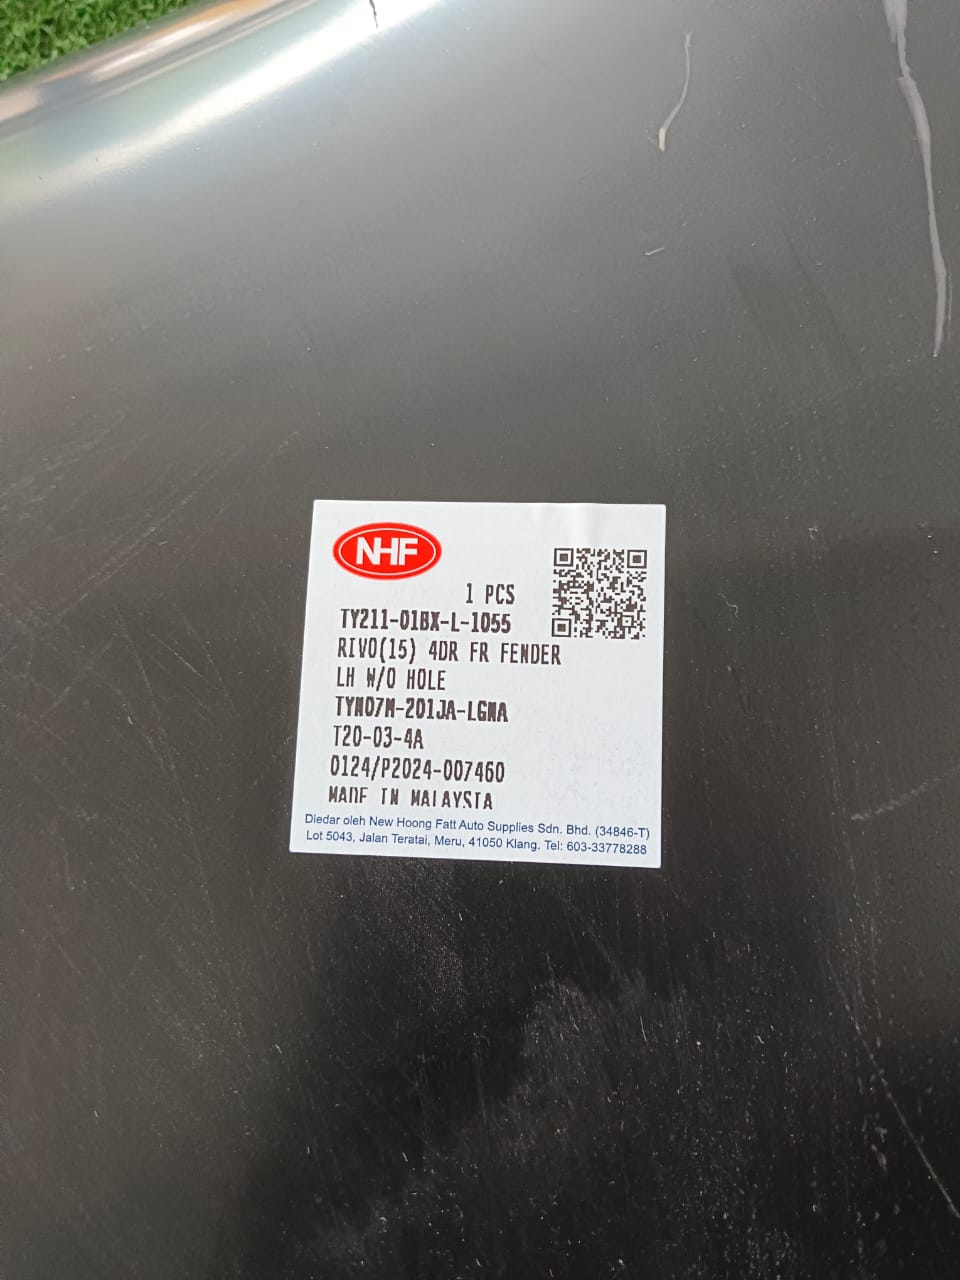 NHF
1 PCS
TY211-01BX-L-1055
RIVO(15) 4DR FR FENDER
LH W/O HOLE
TYN07M-201JA-LGNA
T20-03-4A
0124/P2024-007460
MADE IN MALAYSIA
Diedar oleh New Hoong Fatt Auto Supplies Sdn. Bhd. (34846-T)
Lot 5043, Jalan Teratai, Meru, 41050 Klang. Tel: 603-33778288